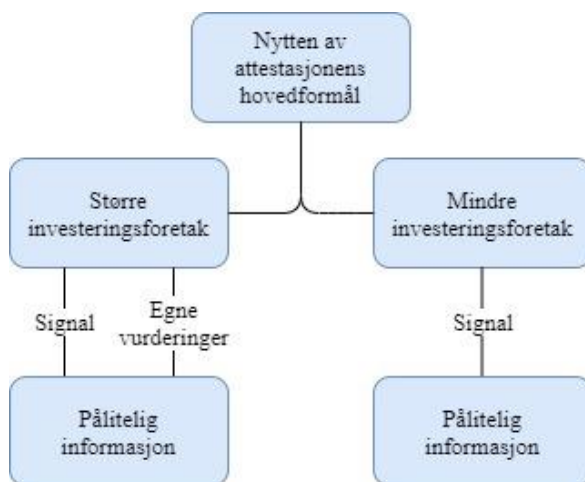 Nytten av
attestasjonens
hovedformål
Større
investeringsforetak
Mindre
investeringsforetak
Signal
Egne
vurderinger
Signal
Pålitelig
informasjon
Pålitelig
informasjon